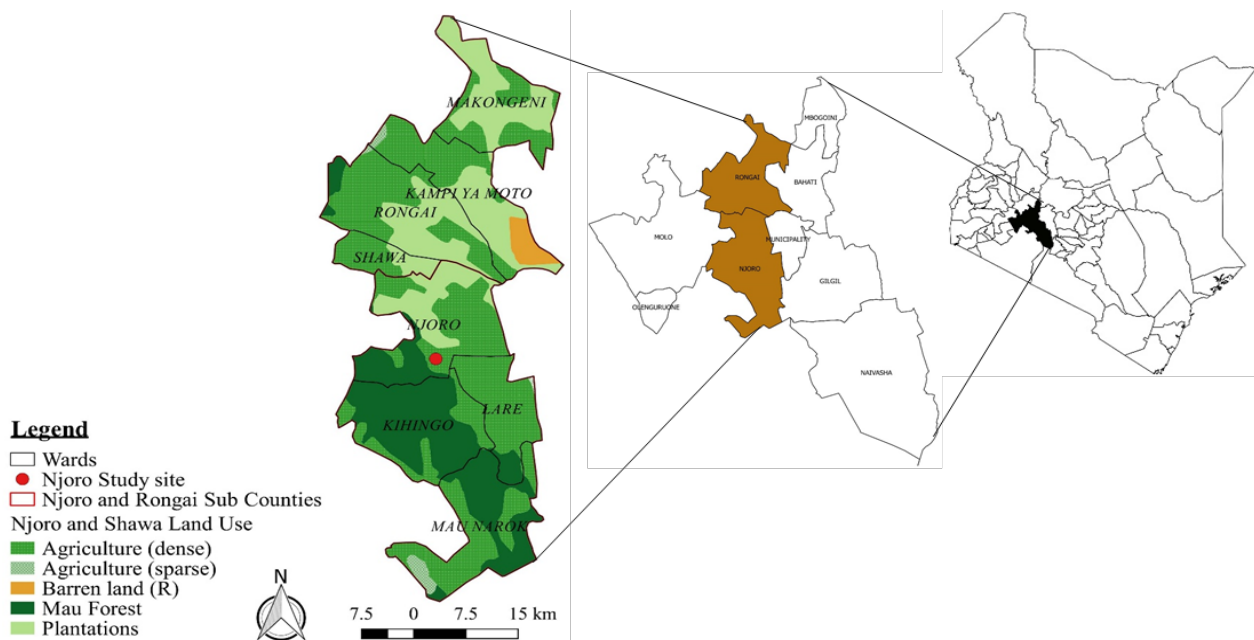 MAKONGENI
KAMPI YA MOTO
RONGAI
SHAWA
NJORO
LARE
KIHINGO
MAU NAROK
Legend
Wards
Njoro Study site
Njoro and Rongai Sub Counties
Njoro and Shawa Land Use
Agriculture (dense)
Agriculture (sparse)
Barren land (R)
Mau Forest
Plantations
N
7.5 0 7.5 15 km
MBOGOINI
RONGAI
BAHATI
MOLO
MUNICIPALITY
NJORO
GILGIL
OLENGURUONE
NAIVASHA